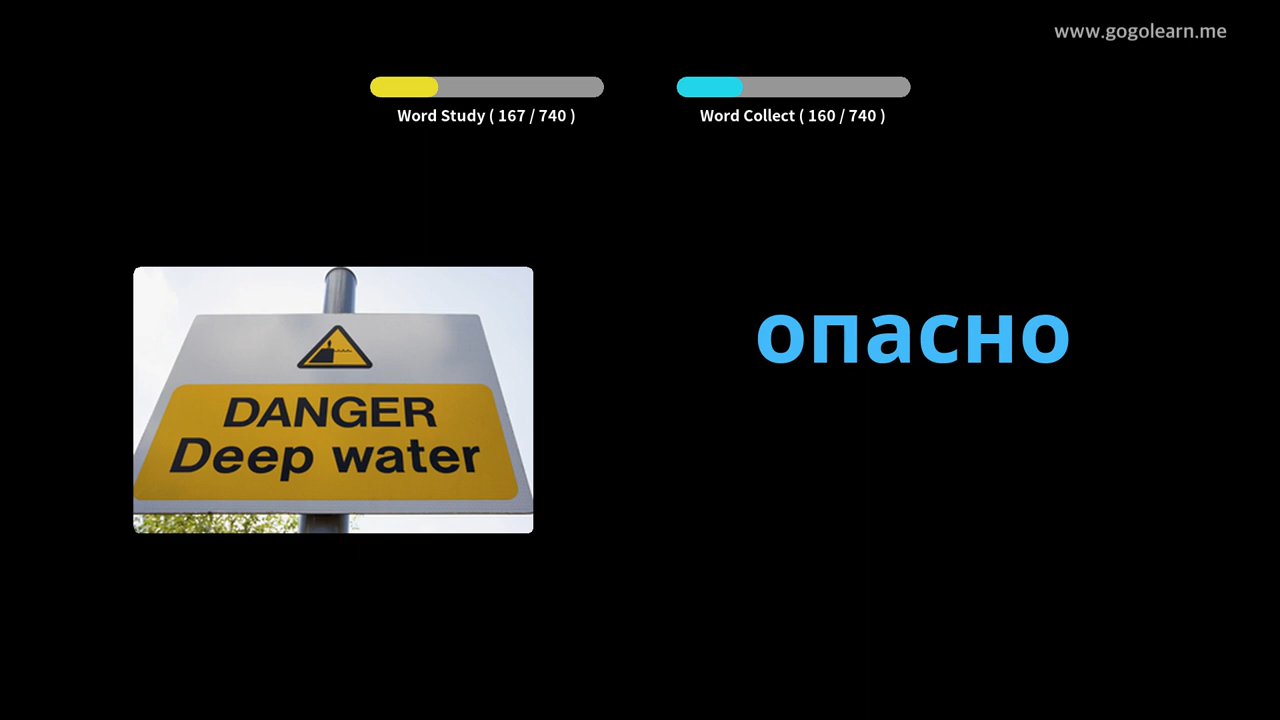 www.gogolearn.me
Word Study ( 167 / 740 )
Word Collect ( 160 / 740 )
DANGER
Deep water
опасно